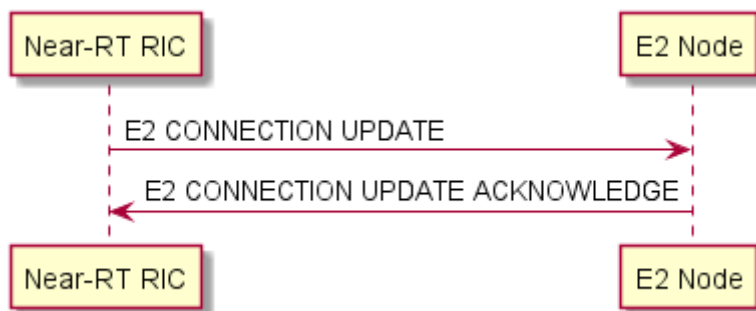 Near-RT RIC
E2 Node
E2 CONNECTION UPDATE
E2 CONNECTION UPDATE ACKNOWLEDGE
Near-RT RIC
E2 Node